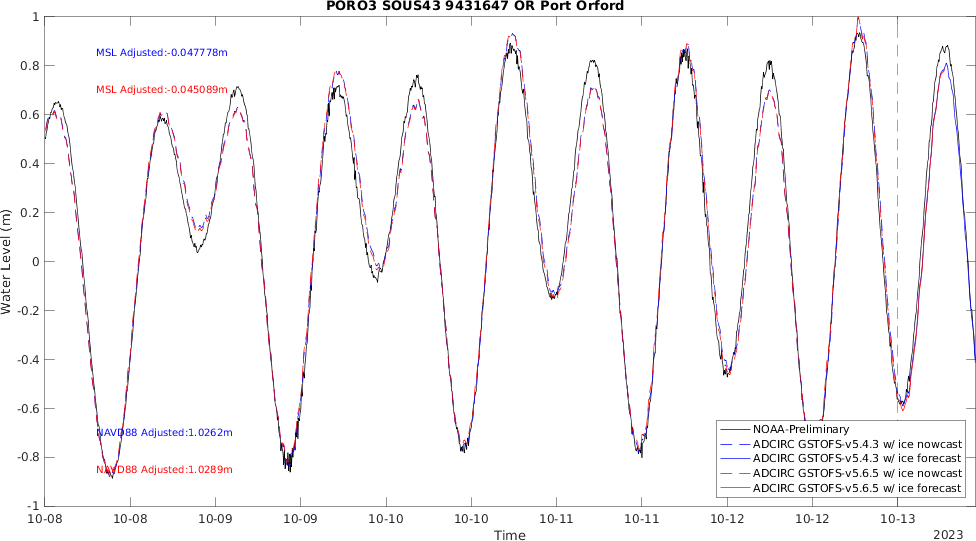 PORO3 SOUS43 9431647 OR Port Orford
MSL Adjusted:-0.047778m
MSL Adjusted:-0.045089m
NAVD88 Adjusted:1.0262m
NAVD88 Adjusted:1.0289m
Water Level (m)
1
0.8
0.6
0.4
0.2
0
-0.2
-0.4
-0.6
-0.8
-1
NOAA-Preliminary
ADCIRC GSTOFS-v5.4.3 w/ ice nowcast
ADCIRC GSTOFS-v5.4.3 w/ ice forecast
ADCIRC GSTOFS-v5.6.5 w/ ice nowcast
ADCIRC GSTOFS-v5.6.5 w/ ice forecast
10-08 10-08 10-09 10-09 10-10 10-10 10-11 10-11 10-12 10-12 10-13
Time
2023